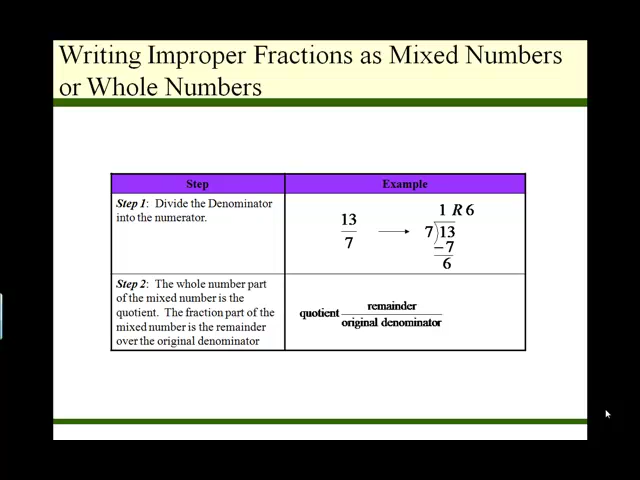 Writing Improper Fractions as Mixed Numbers
or Whole Numbers
Step
Example
Step 1: Divide the Denominator
into the numerator.
13
7
1 R 6
7)13
−7
6
Step 2: The whole number part
of the mixed number is the
quotient. The fraction part of the
mixed number is the remainder
over the original denominator
remainder
quotient
original denominator